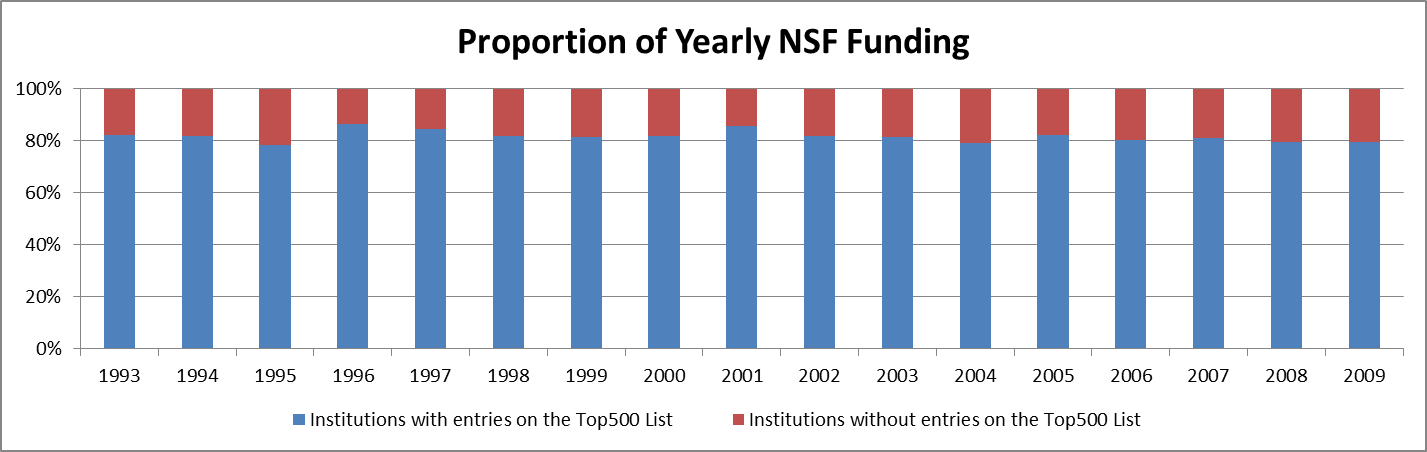 Proportion of Yearly NSF Funding
100%
80%
60%
40%
20%
0%
1993 1994 1995 1996 1997 1998 1999 2000 2001 2002 2003 2004 2005 2006 2007 2008 2009
Institutions with entries on the Top500 List Institutions without entries on the Top500 List